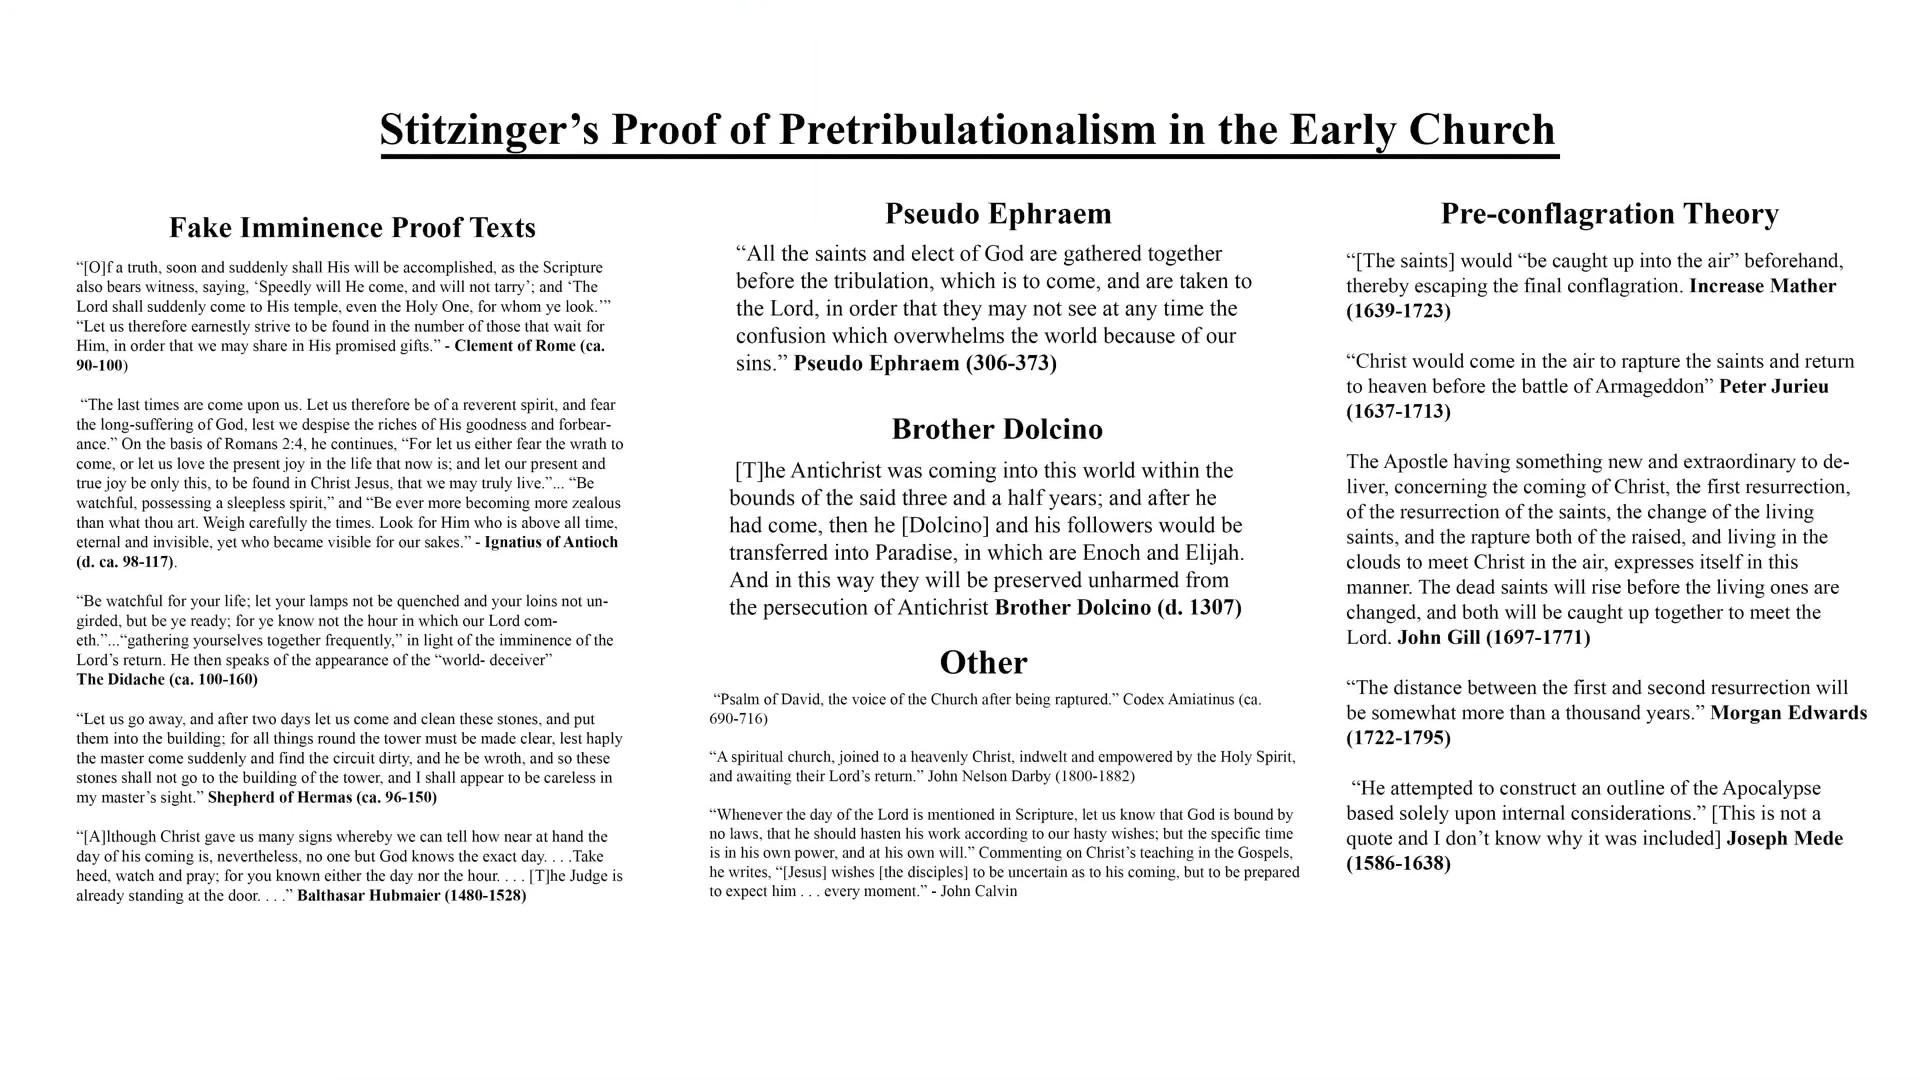 Stitzinger’s Proof of Pretribulationalism in the Early Church
Fake Imminence Proof Texts
“[O]f a truth, soon and suddenly shall His will be accomplished, as the Scripture
also bears witness, saying, ‘Speedily will He come, and will not tarry’; and ‘The
Lord shall suddenly come to His temple, even the Holy One, for whom ye look.’”
“Let us therefore earnestly strive to be found in the number of those that wait for
Him, in order that we may share in His promised gifts.” - Clement of Rome (ca.
90-100)
“The last times are come upon us. Let us therefore be of a reverent spirit, and fear
the long-suffering of God, lest we despise the riches of His goodness and forbear-
ance.” On the basis of Romans 2:4, he continues, “For let us either fear the wrath to
come, or let us love the present joy in the life that now is; and let our present and
true joy be only this, to be found in Christ Jesus, that we may truly live.”... “Be
watchful, possessing a sleepless spirit,” and “Be ever more becoming more zealous
than what thou art. Weigh carefully the times. Look for Him who is above all time,
eternal and invisible, yet who became visible for our sakes.” - Ignatius of Antioch
(d. ca. 98-117).
“Be watchful for your life; let your lamps not be quenched and your loins not un-
girded, but be ye ready; for ye know not the hour in which our Lord com-
eth.”...“gathering yourselves together frequently,” in light of the imminence of the
Lord’s return. He then speaks of the appearance of the “world- deceiver”
The Didache (ca. 100-160)
“Let us go away, and after two days let us come and clean these stones, and put
them into the building; for all things round the tower must be made clear, lest haply
the master come suddenly and find the circuit dirty, and he be wroth, and so these
stones shall not go to the building of the tower, and I shall appear to be careless in
my master’s sight.” Shepherd of Hermas (ca. 96-150)
“[A]lthough Christ gave us many signs whereby we can tell how near at hand the
day of his coming is, nevertheless, no one but God knows the exact day. . . .Take
heed, watch and pray; for you known either the day nor the hour. . . . [T]he Judge is
already standing at the door. . . .” Balthasar Hubmaier (1480-1528)
Pseudo Ephraem
“All the saints and elect of God are gathered together
before the tribulation, which is to come, and are taken to
the Lord, in order that they may not see at any time the
confusion which overwhelms the world because of our
sins.” Pseudo Ephraem (306-373)
Brother Dolcino
[T]he Antichrist was coming into this world within the
bounds of the said three and a half years; and after he
had come, then he [Dolcino] and his followers would be
transferred into Paradise, in which are Enoch and Elijah.
And in this way they will be preserved unharmed from
the persecution of Antichrist Brother Dolcino (d. 1307)
Other
“Psalm of David, the voice of the Church after being raptured.” Codex Amiatinus (ca.
690-716)
“A spiritual church, joined to a heavenly Christ, indwelt and empowered by the Holy Spirit,
and awaiting their Lord’s return.” John Nelson Darby (1800-1882)
“Whenever the day of the Lord is mentioned in Scripture, let us know that God is bound by
no laws, that he should hasten his work according to our hasty wishes; but the specific time
is in his own power, and at his own will.” Commenting on Christ’s teaching in the Gospels,
he writes, “[Jesus] wishes [the disciples] to be uncertain as to his coming, but to be prepared
to expect him . . . every moment.” - John Calvin
Pre-conflagration Theory
“[The saints] would “be caught up into the air” beforehand,
thereby escaping the final conflagration. Increase Mather
(1639-1723)
“Christ would come in the air to rapture the saints and return
to heaven before the battle of Armageddon” Peter Jurieu
(1637-1713)
The Apostle having something new and extraordinary to de-
liver, concerning the coming of Christ, the first resurrection,
of the resurrection of the saints, the change of the living
saints, and the rapture both of the raised, and living in the
clouds to meet Christ in the air, expresses itself in this
manner. The dead saints will rise before the living ones are
changed, and both will be caught up together to meet the
Lord. John Gill (1697-1771)
“The distance between the first and second resurrection will
be somewhat more than a thousand years.” Morgan Edwards
(1722-1795)
“He attempted to construct an outline of the Apocalypse
based solely upon internal considerations.” [This is not a
quote and I don’t know why it was included] Joseph Mede
(1586-1638)